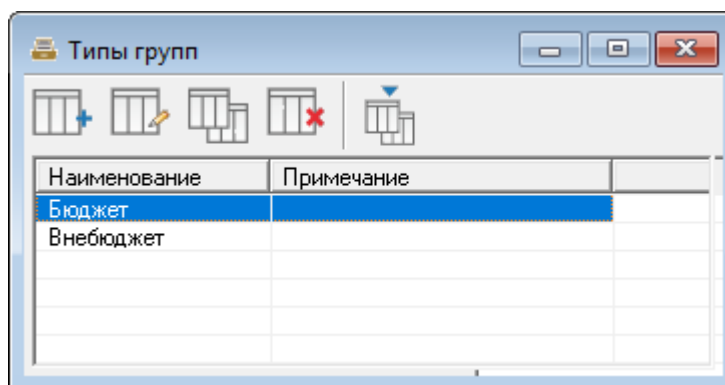 Типы групп
Наименование Примечание
Бюджет
Внебюджет